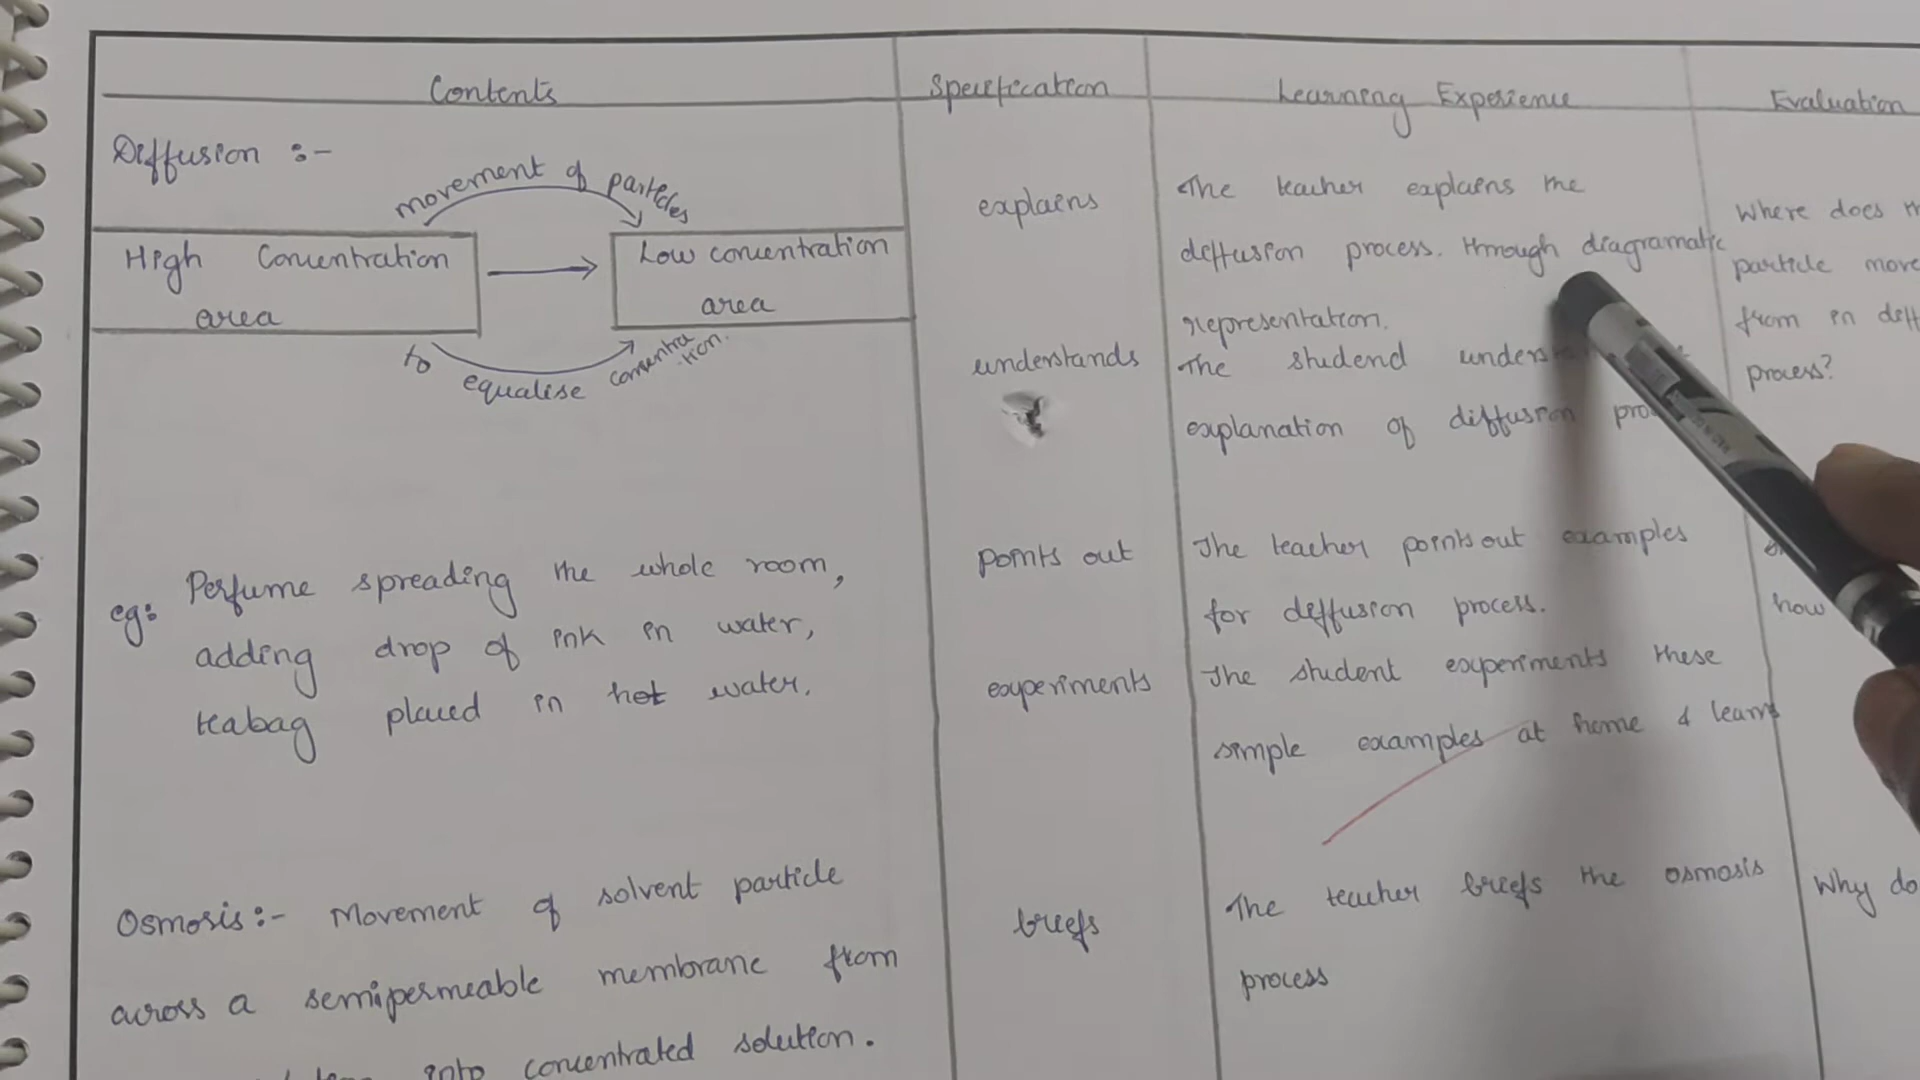 Contents
Specification
Learning Experience
Evaluation
Diffusion :-
movement of particles
High Concentration
area
Low concentration
area
to equalise concentration.
eg: Perfume spreading the whole room,
adding drop of ink in water,
teabag placed in hot water.
Osmosis:- Movement of solvent particle
across a semipermeable membrane from
into concentrated solution.
explains
understands
points out
experiments
briefs
The teacher explains the
diffusion process. through diagramatic
representation.
The studend
explanation of diffusion
The teacher points out examples
for diffusion process.
The student experiments these
simple examples at home & learns
The teacher briefs the osmosis
process
Where does
particle move
from in
process?
how
Why do